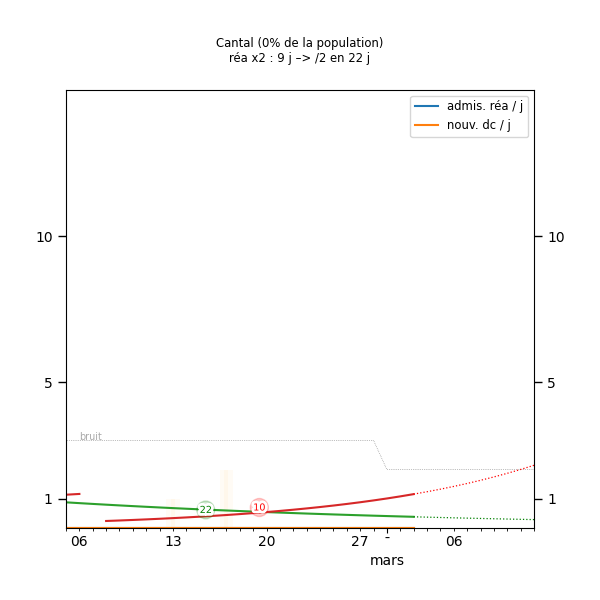 Cantal (0% de la population)
réa x2 : 9 j –> /2 en 22 j
admis. réa / j
nouv. dc / j
10 10
5 5
bruit
1 22 10 1
06 13 20 27 - 06
mars